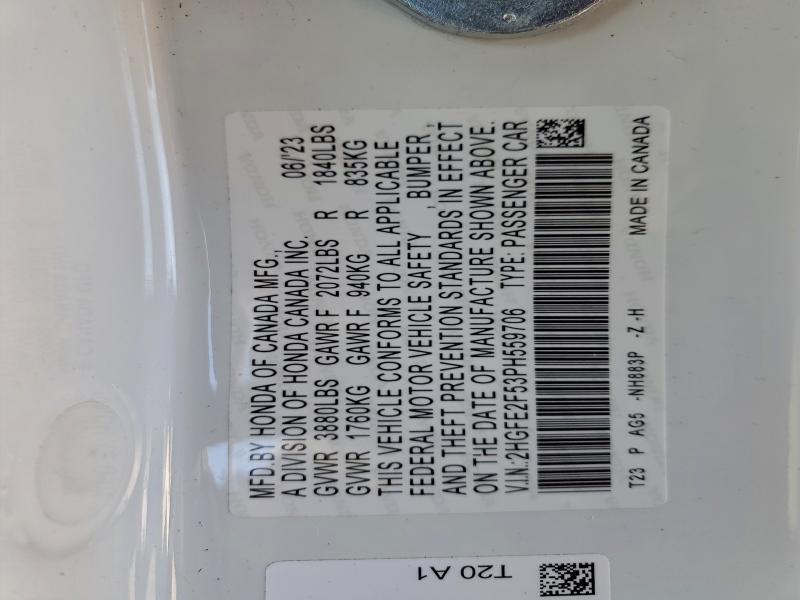 MFD.BY HONDA OF CANADA MFG.,
A DIVISION OF HONDA CANADA INC. 06/'23
GVWR 3880LBS GAWR F 2072LBS R 1840LBS
GVWR 1760KG GAWR F 940KG R 835KG
THIS VEHICLE CONFORMS TO ALL APPLICABLE
FEDERAL MOTOR VEHICLE SAFETY , BUMPER ,
AND THEFT PREVENTION STANDARDS IN EFFECT
ON THE DATE OF MANUFACTURE SHOWN ABOVE.
V.I.N.:2HGFE2F53PH559706 TYPE: PASSENGER CAR
T23 P AG5 -NH883P -Z -H MADE IN CANADA
T20 A1